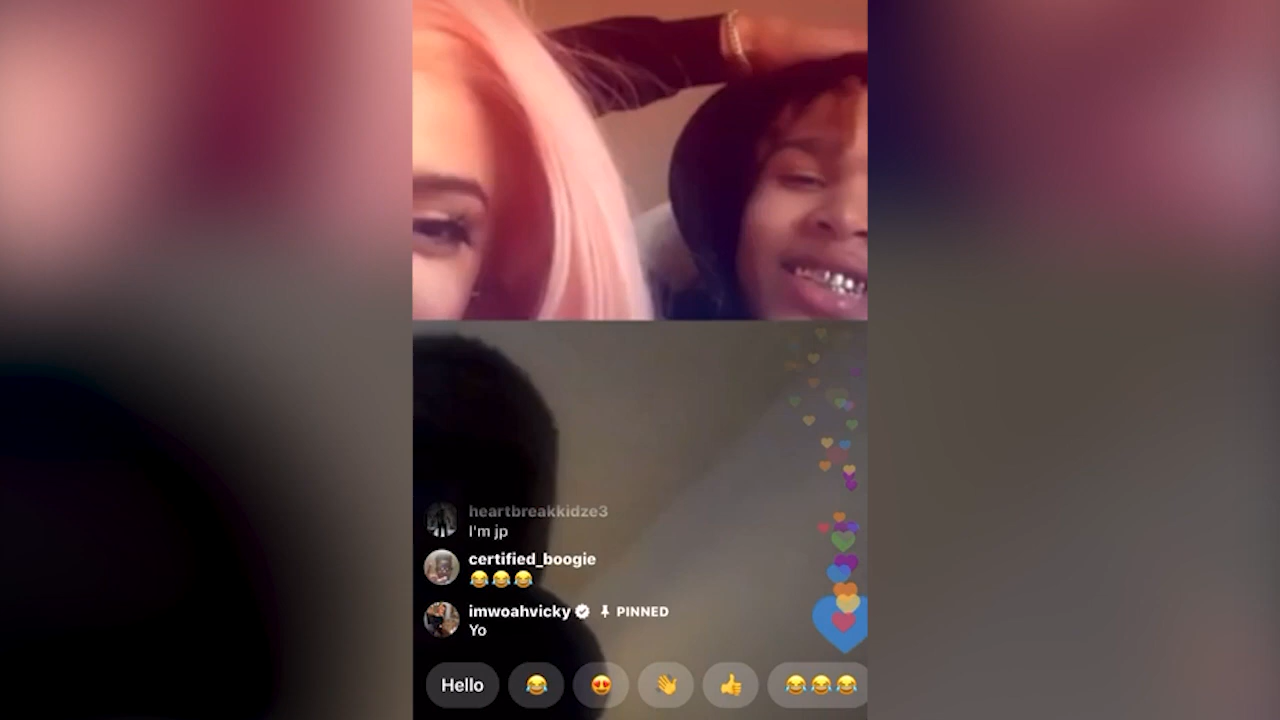 heartbreakkidze3
I'm jp
certified_boogie
😂😂😂
imwoahvicky PINNED
Yo
Hello 😂 😍 👋 👍 😂😂😂